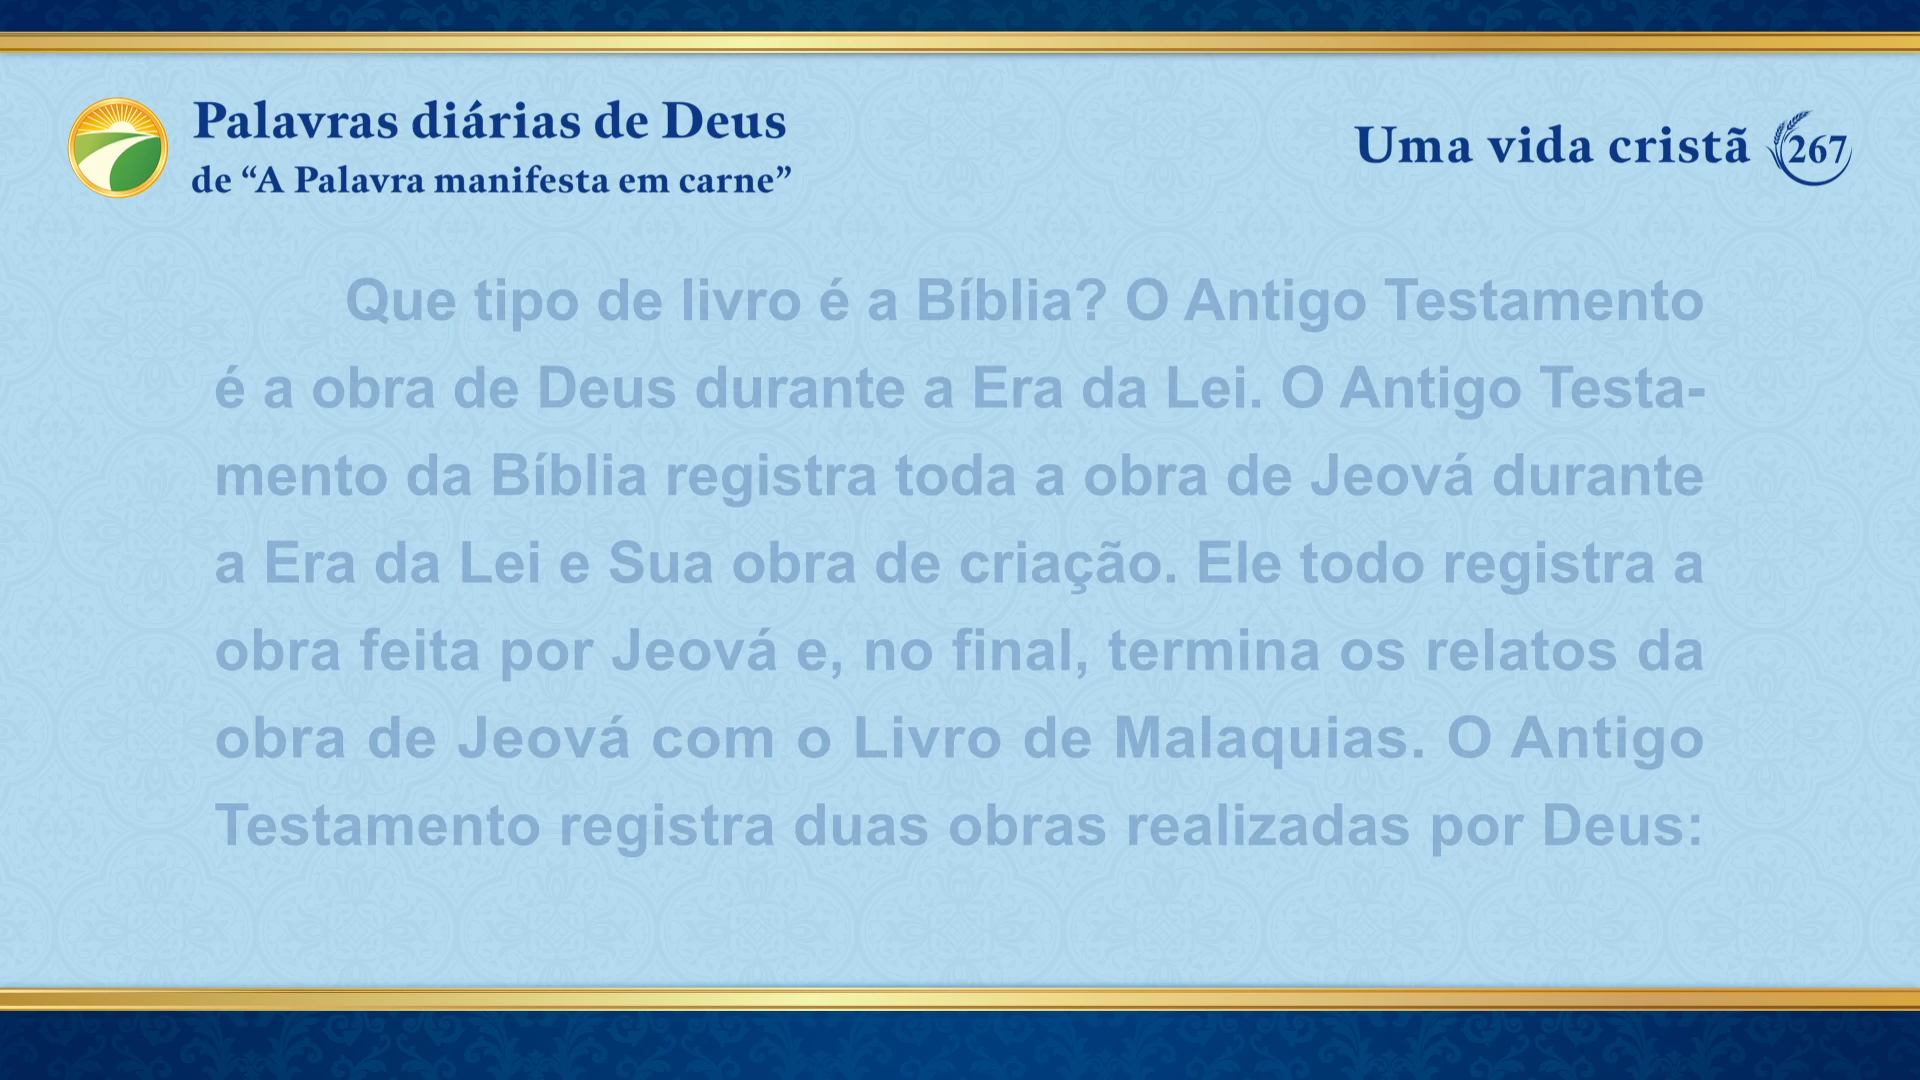 Palavras diárias de Deus
de “A Palavra manifesta em carne”
Uma vida cristã 267
Que tipo de livro é a Bíblia? O Antigo Testamento
é a obra de Deus durante a Era da Lei. O Antigo Testa-
mento da Bíblia registra toda a obra de Jeová durante
a Era da Lei e Sua obra de criação. Ele todo registra a
obra feita por Jeová e, no final, termina os relatos da
obra de Jeová com o Livro de Malaquias. O Antigo
Testamento registra duas obras realizadas por Deus: